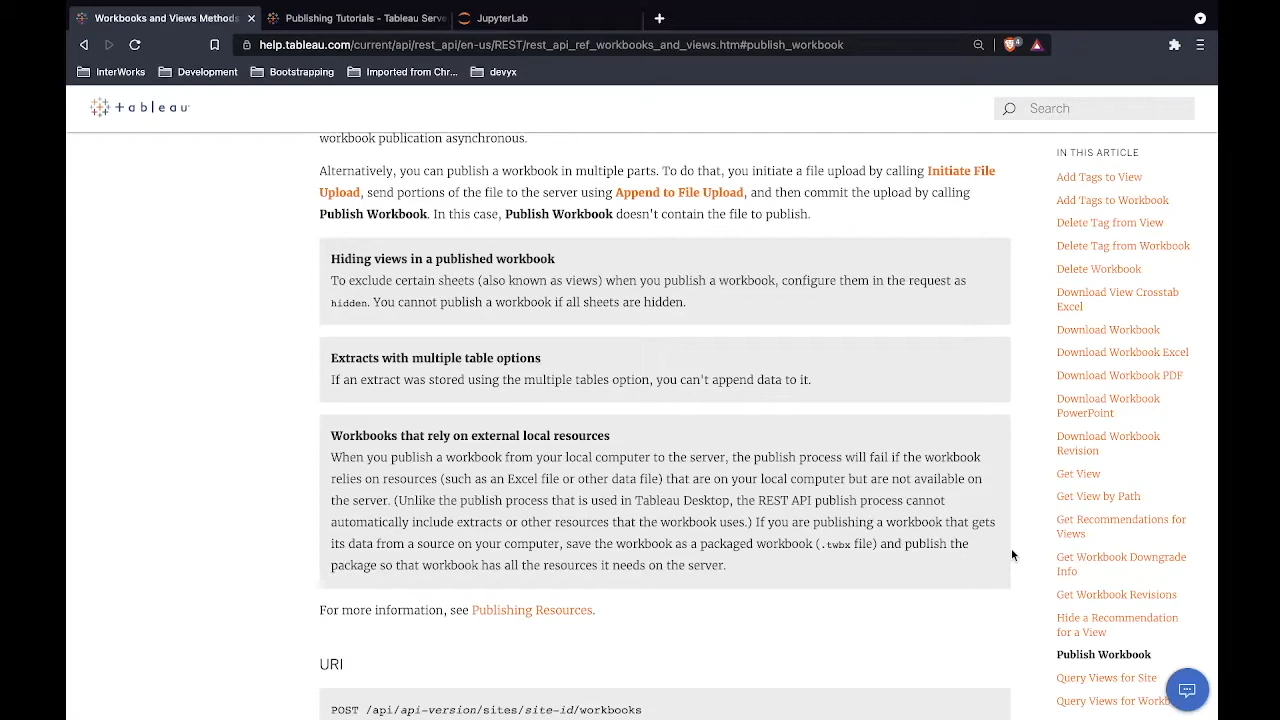 Workbooks and Views Methods
Publishing Tutorials - Tableau Serve
JupyterLab
help.tableau.com/current/api/rest_api/en-us/REST/rest_api_ref_workbooks_and_views.htm#publish_workbook
4
InterWorks
Development
Bootstrapping
Imported from Chr...
devyx
tableau
Search
workbook publication asynchronous.
Alternatively, you can publish a workbook in multiple parts. To do that, you initiate a file upload by calling Initiate File
Upload, send portions of the file to the server using Append to File Upload, and then commit the upload by calling
Publish Workbook. In this case, Publish Workbook doesn't contain the file to publish.
Hiding views in a published workbook
To exclude certain sheets (also known as views) when you publish a workbook, configure them in the request as
hidden. You cannot publish a workbook if all sheets are hidden.
Extracts with multiple table options
If an extract was stored using the multiple tables option, you can't append data to it.
Workbooks that rely on external local resources
When you publish a workbook from your local computer to the server, the publish process will fail if the workbook
relies on resources (such as an Excel file or other data file) that are on your local computer but are not available on
the server. (Unlike the publish process that is used in Tableau Desktop, the REST API publish process cannot
automatically include extracts or other resources that the workbook uses.) If you are publishing a workbook that gets
its data from a source on your computer, save the workbook as a packaged workbook (.twbx file) and publish the
package so that workbook has all the resources it needs on the server.
For more information, see Publishing Resources.
URI
POST /api/api-version/sites/site-id/workbooks
IN THIS ARTICLE
Add Tags to View
Add Tags to Workbook
Delete Tag from View
Delete Tag from Workbook
Delete Workbook
Download View Crosstab
Excel
Download Workbook
Download Workbook Excel
Download Workbook PDF
Download Workbook
PowerPoint
Download Workbook
Revision
Get View
Get View by Path
Get Recommendations for
Views
Get Workbook Downgrade
Info
Get Workbook Revisions
Hide a Recommendation
for a View
Publish Workbook
Query Views for Site
Query Views for Workb